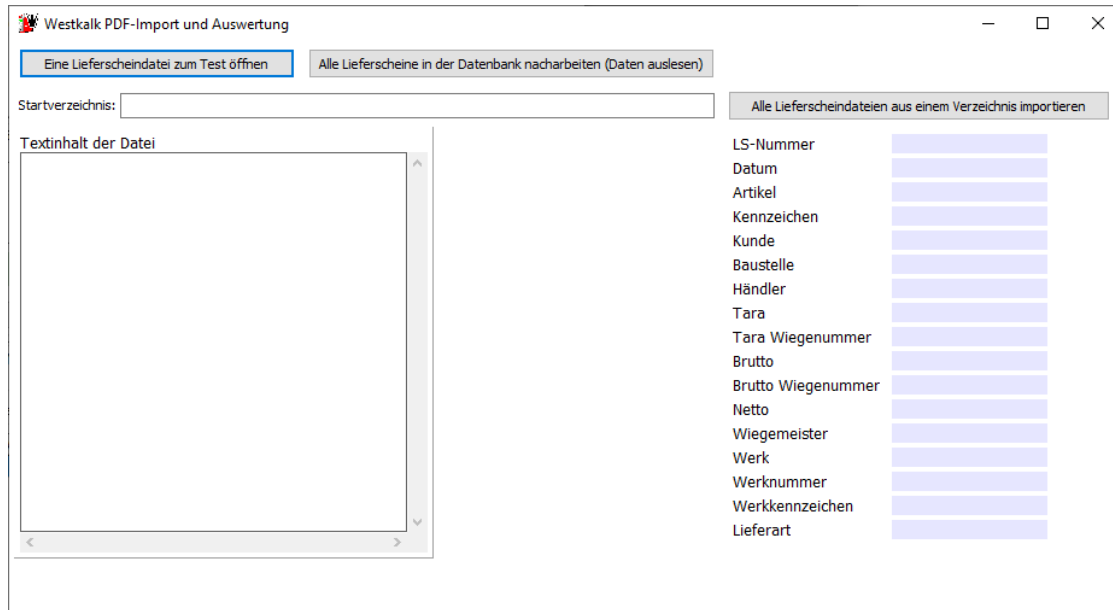 Westkalk PDF-Import und Auswertung
Eine Lieferscheindatei zum Test öffnen
Alle Lieferscheine in der Datenbank nacharbeiten (Daten auslesen)
Startverzeichnis:
Alle Lieferscheindateien aus einem Verzeichnis importieren
Textinhalt der Datei
LS-Nummer
Datum
Artikel
Kennzeichen
Kunde
Baustelle
Händler
Tara
Tara Wiegenummer
Brutto
Brutto Wiegenummer
Netto
Wiegemeister
Werk
Werknummer
Werkkennzeichen
Lieferart